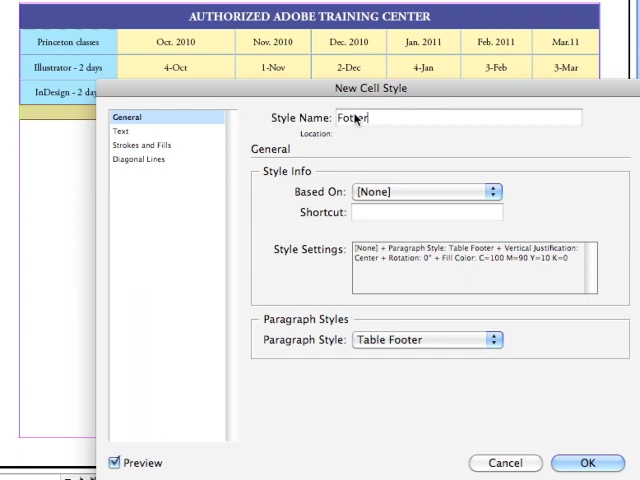 AUTHORIZED ADOBE TRAINING CENTER
Princeton classes Oct. 2010 Nov. 2010 Dec. 2010 Jan. 2011 Feb. 2011 Mar.11
Illustrator - 2 days 4-Oct 1-Nov 2-Dec 4-Jan 3-Feb 3-Mar
InDesign - 2 day
New Cell Style
General
Text
Strokes and Fills
Diagonal Lines
Style Name:
Location:
General
Style Info
Based On: [None]
Shortcut:
Style Settings: [None] + Paragraph Style: Table Footer + Vertical Justification:
Center + Rotation: 0° + Fill Color: C=100 M=90 Y=10 K=0
Paragraph Styles
Paragraph Style: Table Footer
Preview
Cancel
OK